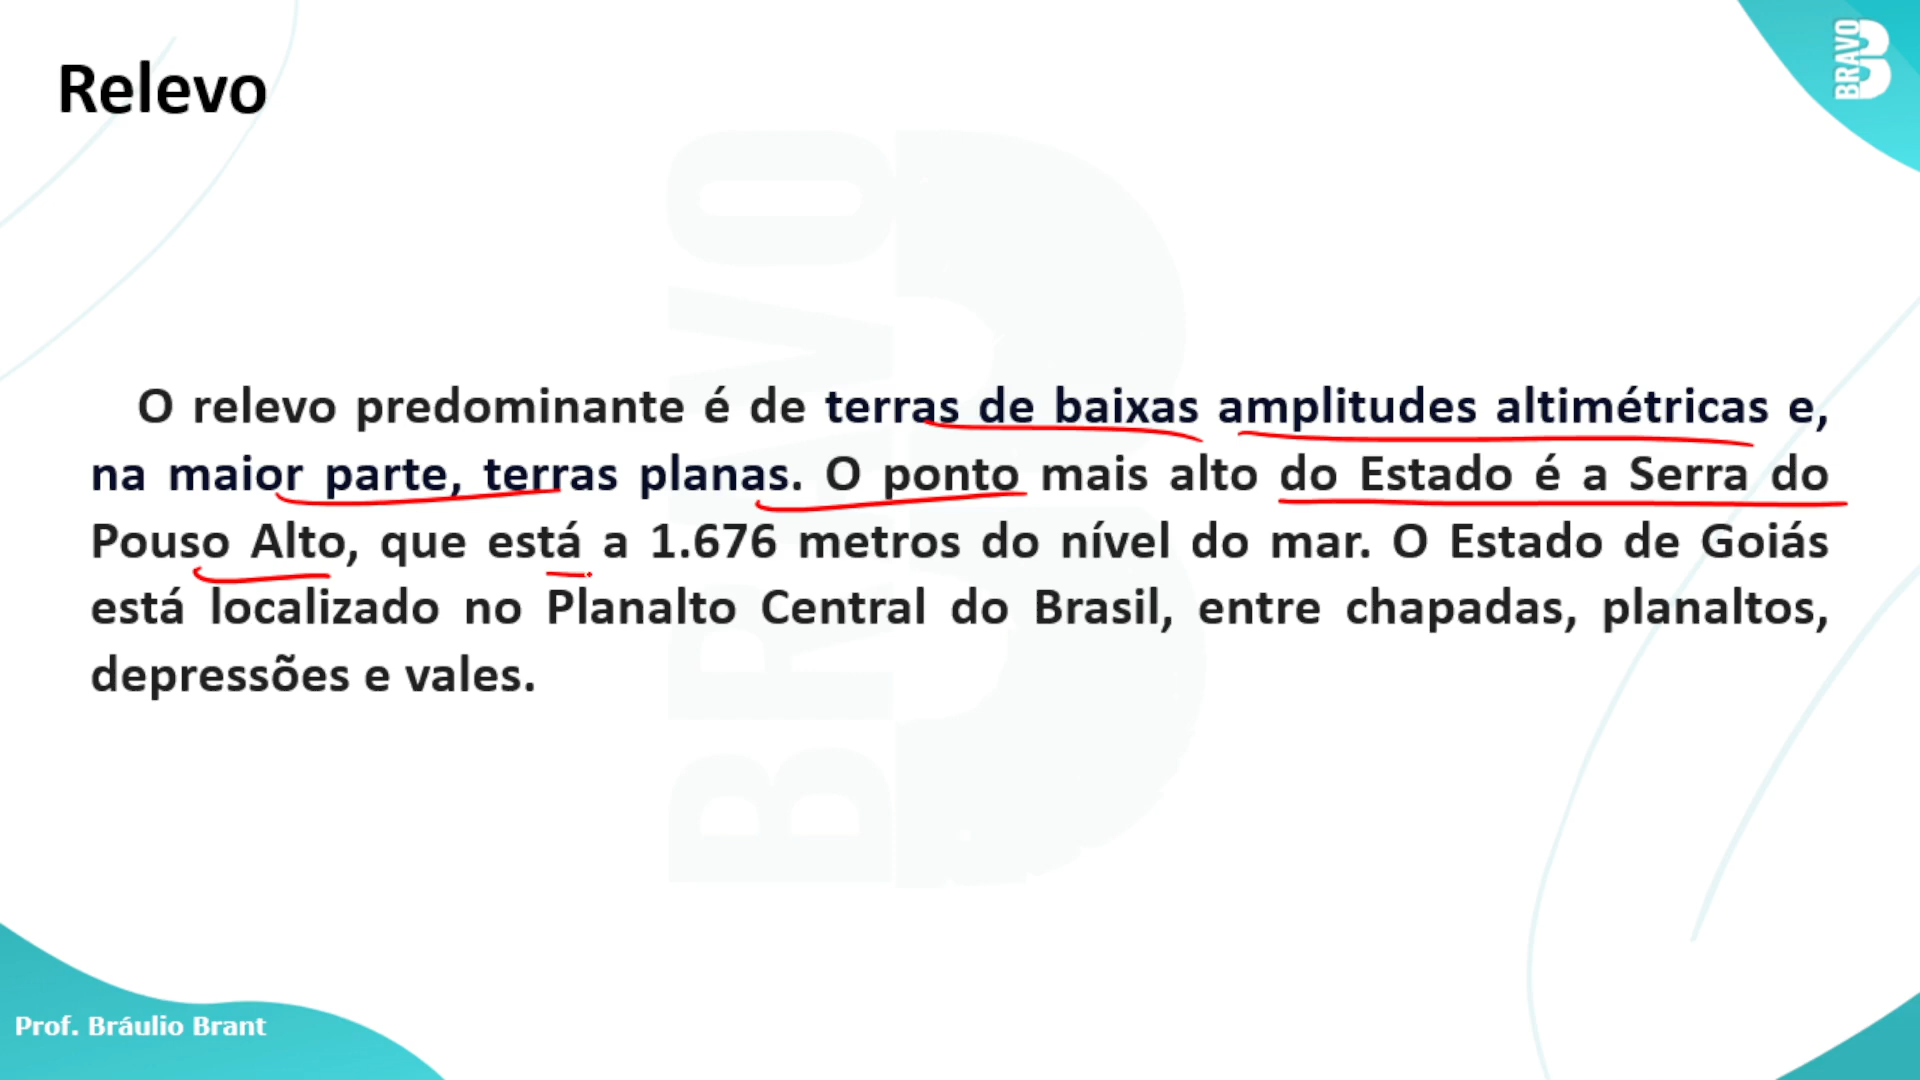 Relevo
BRAVO
O relevo predominante é de terras de baixas amplitudes altimétricas e,
na maior parte, terras planas. O ponto mais alto do Estado é a Serra do
Pouso Alto, que está a 1.676 metros do nível do mar. O Estado de Goiás
está localizado no Planalto Central do Brasil, entre chapadas, planaltos,
depressões e vales.
BRAVO
Prof. Bráulio Brant